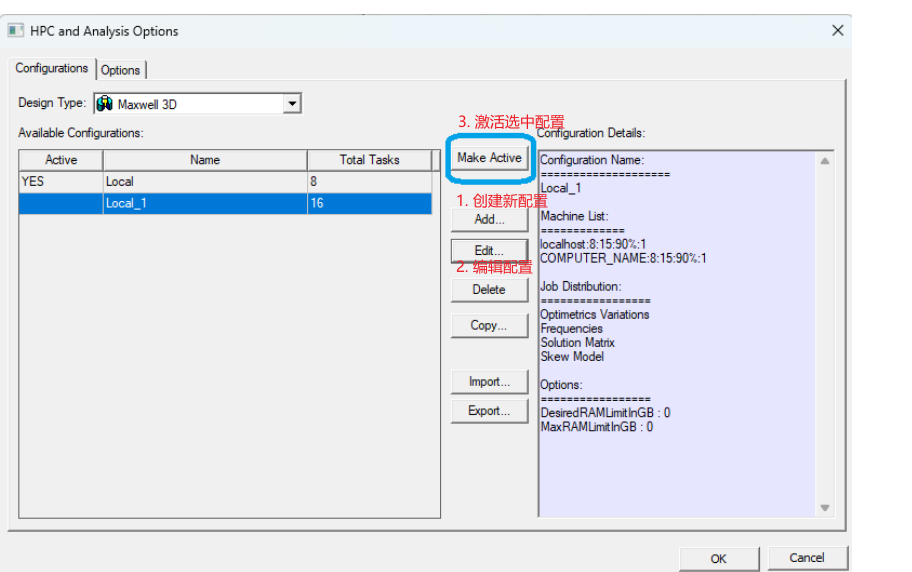 HPC and Analysis Options
Configurations
Options
Design Type:
Maxwell 3D
Available Configurations:
Active
Name
Total Tasks
YES
Local
8
Local_1
16
3. 激活选中配置
Make Active
1. 创建新配置
Add...
Edit...
2. 编辑配置
Delete
Copy...
Import...
Export...
Configuration Details:
Configuration Name:
====================
Local_1
Machine List:
=============
localhost:8:15:90%:1
COMPUTER_NAME:8:15:90%:1
Job Distribution:
=================
Optimetrics Variations
Frequencies
Solution Matrix
Skew Model
Options:
=================
DesiredRAMLimitInGB : 0
MaxRAMLimitInGB : 0
OK
Cancel